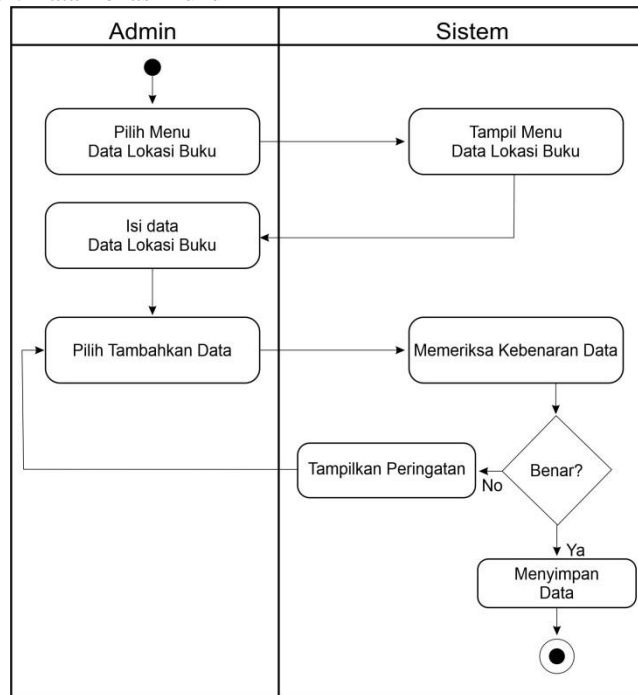 Admin
Sistem
Pilih Menu
Data Lokasi Buku
Tampil Menu
Data Lokasi Buku
Isi data
Data Lokasi Buku
Pilih Tambahkan Data
Memeriksa Kebenaran Data
Tampilkan Peringatan
No
Benar?
Ya
Menyimpan
Data